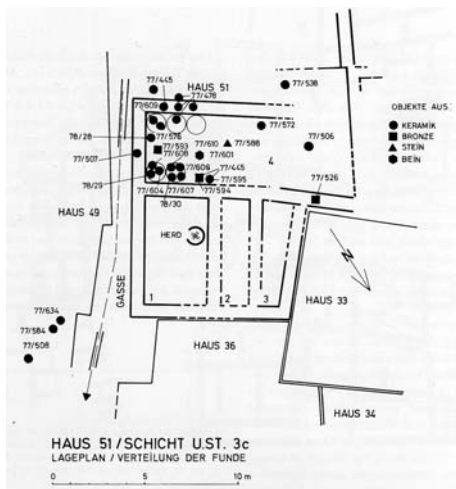 77/445
77/478
HAUS 51
77/538
77/609
OBJEKTE AUS:
KERAMIK
BRONZE
STEIN
BEIN
77/572
78/28
77/576
77/593
77/608
77/610
77/588
77/601
77/506
77/507
4
77/606
77/445
77/595
78/29
77/604
77/607
77/594
78/30
77/526
HAUS 49
HERD
N
GASSE
1
2
3
HAUS 33
77/634
77/584
77/508
HAUS 36
HAUS 34
HAUS 51 / SCHICHT U.ST. 3c
LAGEPLAN / VERTEILUNG DER FUNDE
0
5
10 m